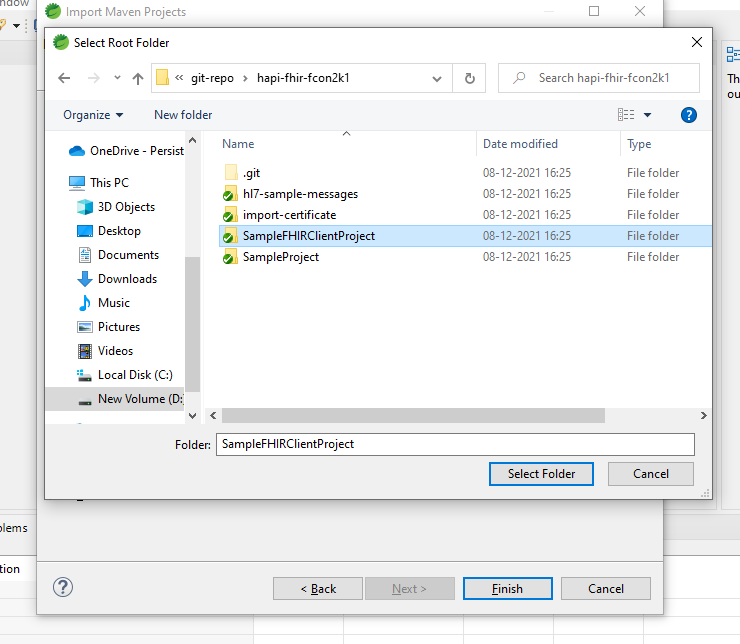 ndow
Import Maven Projects
Select Root Folder
« git-repo › hapi-fhir-fcon2k1
Search hapi-fhir-fcon2k1
Organize
New folder
?
Th
ou
OneDrive - Persist
This PC
3D Objects
Desktop
Documents
Downloads
Music
Pictures
Videos
Local Disk (C:)
New Volume (D:
Name Date modified Type
.git 08-12-2021 16:25 File folder
hl7-sample-messages 08-12-2021 16:25 File folder
import-certificate 08-12-2021 16:25 File folder
SampleFHIRClientProject 08-12-2021 16:25 File folder
SampleProject 08-12-2021 16:25 File folder
Folder: SampleFHIRClientProject
Select Folder
Cancel
blems
tion
?
< Back
Next >
Finish
Cancel